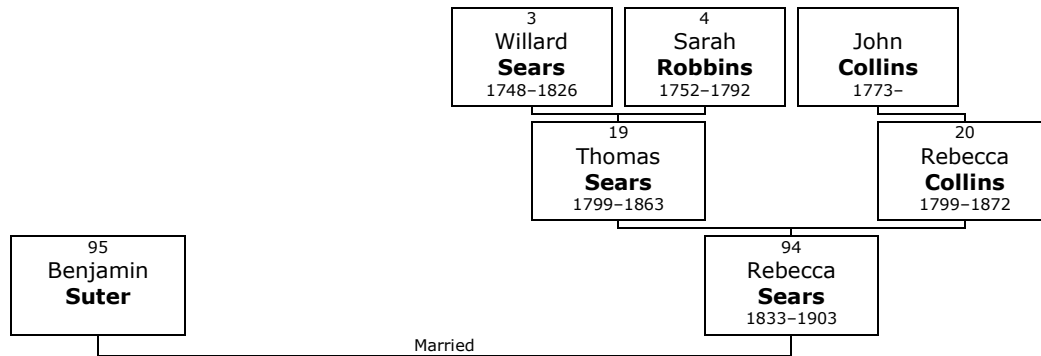 3
Willard
Sears
1748–1826
4
Sarah
Robbins
1752–1792
John
Collins
1773–
19
Thomas
Sears
1799–1863
20
Rebecca
Collins
1799–1872
95
Benjamin
Suter
94
Rebecca
Sears
1833–1903
Married